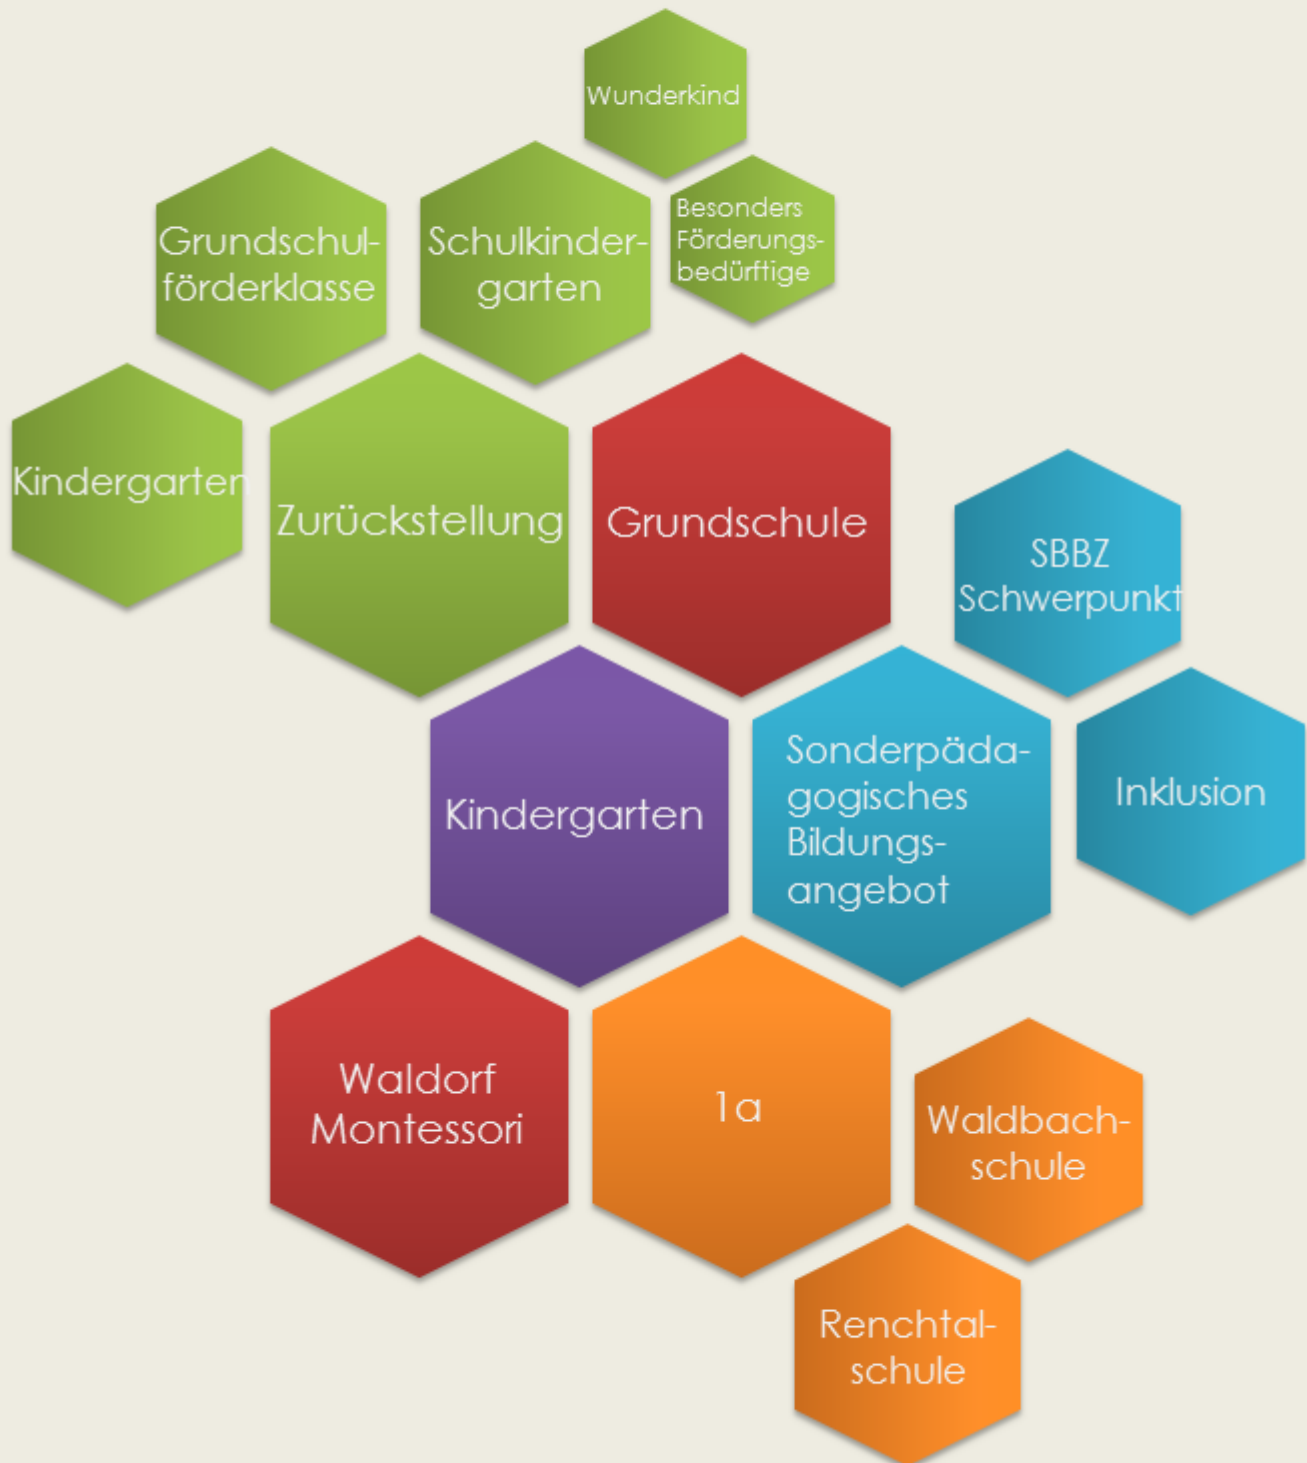 Wunderkind
Besonders
Förderungs-
bedürftige
Grundschul-
förderklasse
Schulkinder-
garten
Kindergarten
Zurückstellung
Grundschule
SBBZ
Schwerpunkt
Kindergarten
Sonderpäda-
gogisches
Bildungs-
angebot
Inklusion
Waldorf
Montessori
1a
Waldbach-
schule
Renchtal-
schule